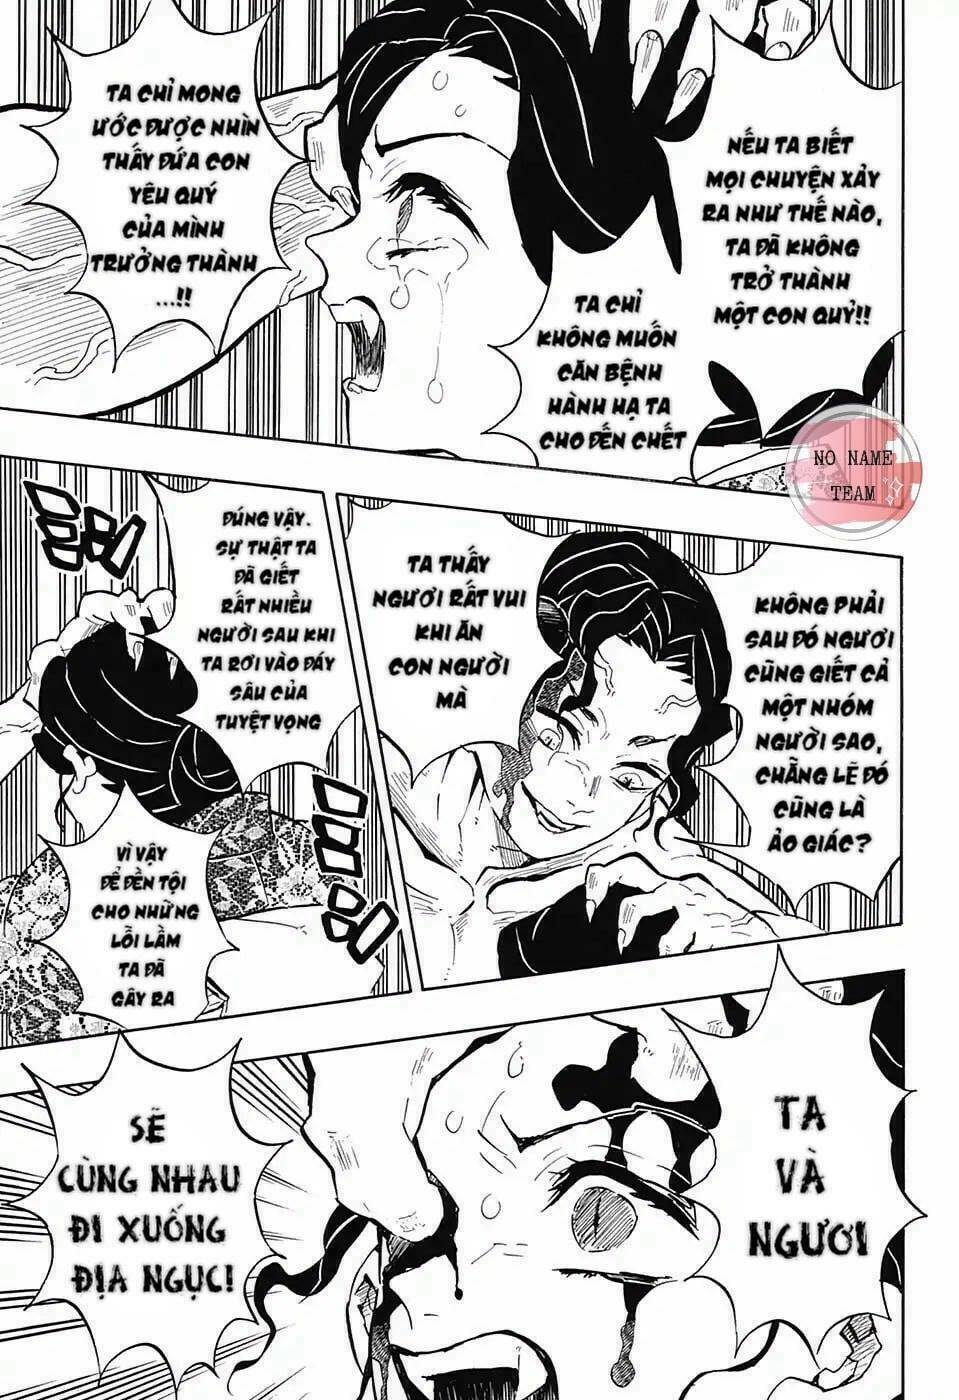 NẾU TA BIẾT
MỌI CHUYỆN XẢY
RA NHƯ THẾ NÀO,
TA ĐÃ KHÔNG
TRỞ THÀNH
MỘT CON QUỶ!!
TA CHỈ
KHÔNG MUỐN
CĂN BỆNH
HÀNH HẠ TA
CHO ĐẾN CHẾT
TA CHỈ MONG
ƯỚC ĐƯỢC NHÌN
THẤY ĐỨA CON
YÊU QUÝ
CỦA MÌNH
TRƯỞNG THÀNH
...!!
NO NAME
TEAM
KHÔNG PHẢI
SAU ĐÓ NGƯƠI
CŨNG GIẾT CẢ
MỘT NHÓM
NGƯỜI SAO,
CHẲNG LẼ ĐÓ
CŨNG LÀ
ẢO GIÁC?
TA THẤY
NGƯƠI RẤT VUI
KHI ĂN
CON NGƯỜI
MÀ
ĐÚNG VẬY.
SỰ THẬT TA
ĐÃ GIẾT
RẤT NHIỀU
NGƯỜI SAU KHI
TA RƠI VÀO ĐÁY
SÂU CỦA
TUYỆT VỌNG
VÌ VẬY
ĐỂ ĐỀN TỘI
CHO NHỮNG
LỖI LẦM
TA ĐÃ
GÂY RA
TA
VÀ
NGƯƠI
SẼ
CÙNG NHAU
ĐI XUỐNG
ĐỊA NGỤC!